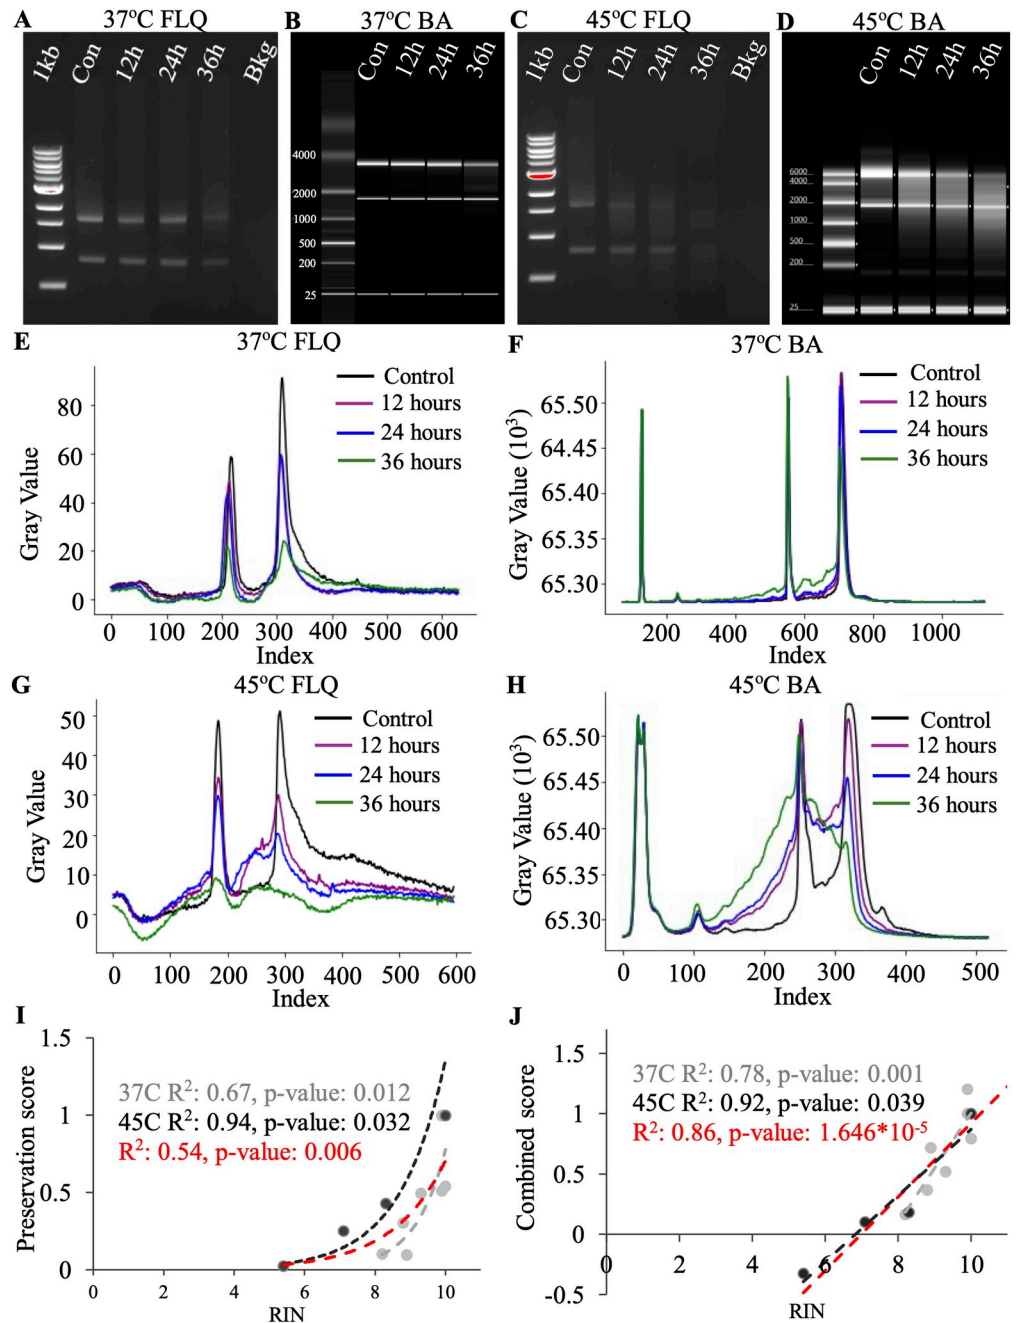 A 37ºC FLQ B 37ºC BA C 45ºC FLQ D 45ºC BA
1kb Con 12h 24h 36h Bkg
Con 12h 24h 36h
4000
2000
1000
500
200
25
1kb Con 12h 24h 36h Bkg
Con 12h 24h 36h
6000
4000
2000
1000
500
200
25
E 37ºC FLQ
Gray Value
80
60
40
20
0
0 100 200 300 400 500 600
Index
Control
12 hours
24 hours
36 hours
F 37ºC BA
Gray Value (10³)
65.50
64.45
65.40
65.35
65.30
200 400 600 800 1000
Index
Control
12 hours
24 hours
36 hours
G 45ºC FLQ
Gray Value
50
40
30
20
10
0
0 100 200 300 400 500 600
Index
Control
12 hours
24 hours
36 hours
H 45ºC BA
Gray Value (10³)
65.50
65.45
65.40
65.35
65.30
0 100 200 300 400 500
Index
Control
12 hours
24 hours
36 hours
I
Preservation score
1.5
1
0.5
0
37C R²: 0.67, p-value: 0.012
45C R²: 0.94, p-value: 0.032
R²: 0.54, p-value: 0.006
0 2 4 6 8 10
RIN
J
Combined score
1.5
1
0.5
0
-0.5
37C R²: 0.78, p-value: 0.001
45C R²: 0.92, p-value: 0.039
R²: 0.86, p-value: 1.646*10⁻⁵
0 2 4 6 8 10
RIN